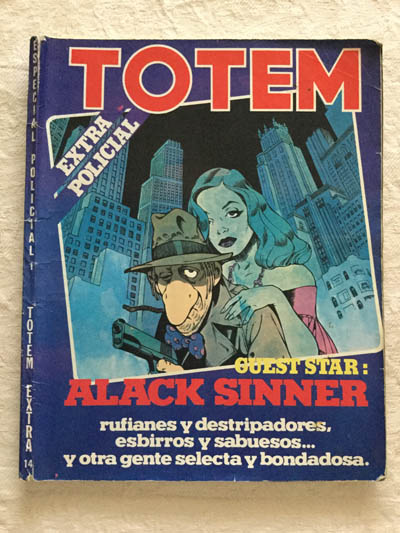 TOTEM
EXTRA
POLICIAL
GUEST STAR:
ALACK SINNER
rufianes y destripadores,
esbirros y sabuesos...
y otra gente selecta y bondadosa.
ESPECIAL POLICIAL 1
TOTEM EXTRA
14